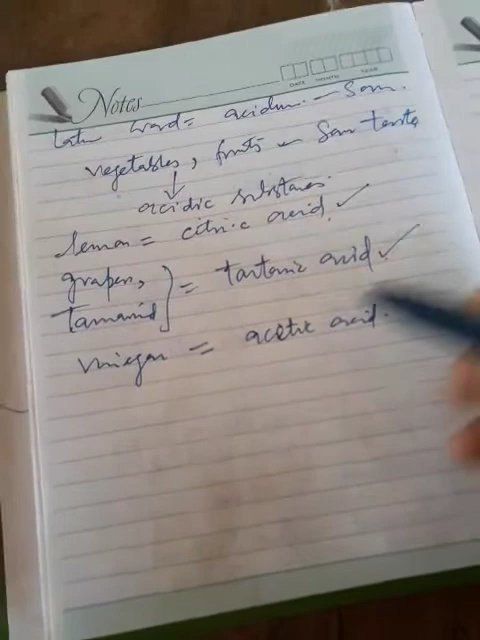 Notes
DATE MONTH YEAR
Latin word = acidum - Sour.
vegetables, fruits - Sour taste
↓
acidic substances.
lemon = citric acid. ✓
grapes,
Tamarind } = tartaric acid ✓
Vinegar = acetic acid.